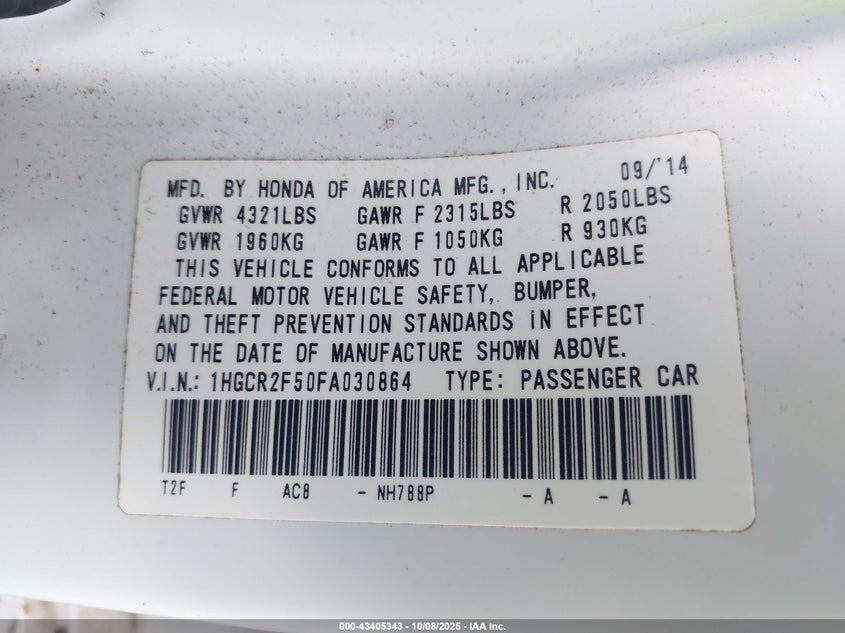 MFD. BY HONDA OF AMERICA MFG., INC. 09/'14
GVWR 4321LBS GAWR F 2315LBS R 2050LBS
GVWR 1960KG GAWR F 1050KG R 930KG
THIS VEHICLE CONFORMS TO ALL APPLICABLE
FEDERAL MOTOR VEHICLE SAFETY, BUMPER,
AND THEFT PREVENTION STANDARDS iN EFFECT
ON THE DATE OF MANUFACTURE SHOWN ABOVE.
V.I.N.: 1HGCR2F50FA030864 TYPE: PASSENGER CAR
T2F F AC8 - NH788P - A - A
000-43405343 - 10/08/2025 - IAA Inc.